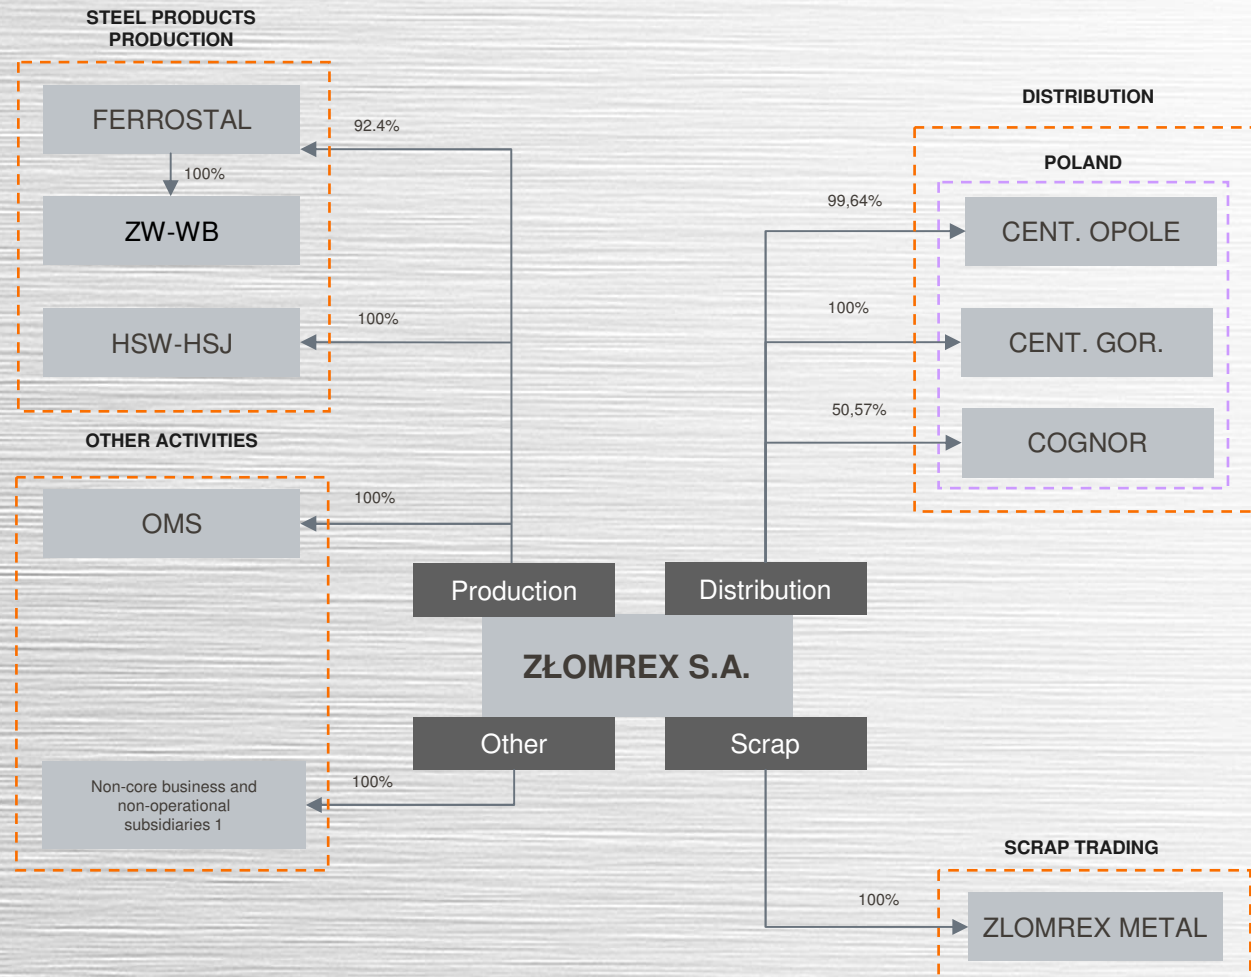 STEEL PRODUCTS
PRODUCTION
FERROSTAL
92.4%
100%
ZW-WB
HSW-HSJ
100%
OTHER ACTIVITIES
OMS
100%
Non-core business and
non-operational
subsidiaries 1
100%
Production
Distribution
ZŁOMREX S.A.
Other
Scrap
DISTRIBUTION
POLAND
99,64%
CENT. OPOLE
100%
CENT. GOR.
50,57%
COGNOR
SCRAP TRADING
100%
ZLOMREX METAL